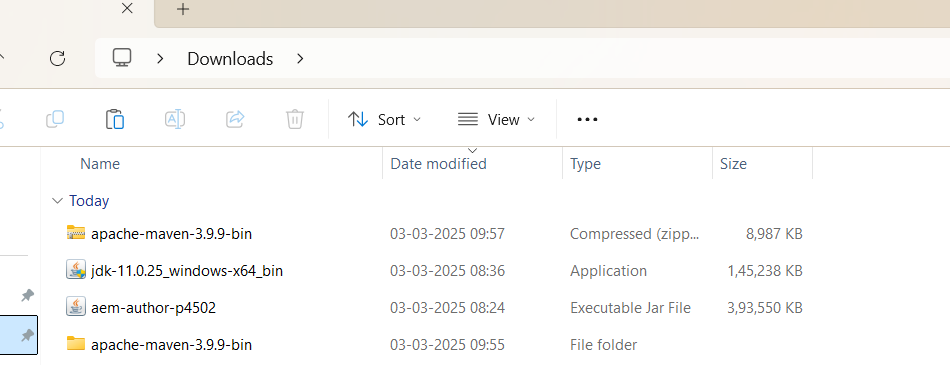 Downloads
Sort
View
Name Date modified Type Size
Today
apache-maven-3.9.9-bin 03-03-2025 09:57 Compressed (zipp... 8,987 KB
jdk-11.0.25_windows-x64_bin 03-03-2025 08:36 Application 1,45,238 KB
aem-author-p4502 03-03-2025 08:24 Executable Jar File 3,93,550 KB
apache-maven-3.9.9-bin 03-03-2025 09:55 File folder